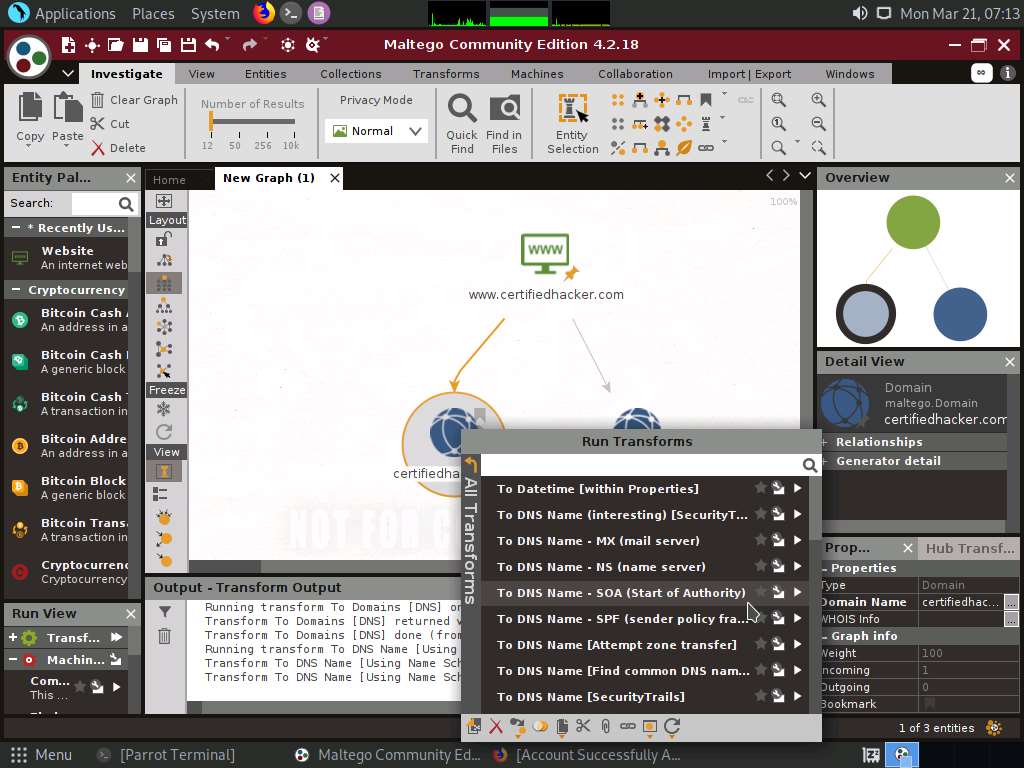 Applications Places System Mon Mar 21, 07:13
Maltego Community Edition 4.2.18
Investigate View Entities Collections Transforms Machines Collaboration Import | Export Windows
Copy
Paste
Clear Graph
Cut
Delete
Number of Results
12 50 256 10k
Privacy Mode
Normal
Quick Find
Find in Files
Entity Selection
Entity Pal...
Search:
* Recently Us...
Website
An internet web
Cryptocurrency
Bitcoin Cash A
An address in a
Bitcoin Cash
A generic block
Bitcoin Cash T
A transaction in
Bitcoin Addre
An address in a
Bitcoin Block
A generic block
Bitcoin Trans
A transaction in
Cryptocurrenc
Cryptocurrency
Run View
Transf...
Machin...
Com...
This ...
Home
New Graph (1)
Layout
Freeze
View
100%
WWW
www.certifiedhacker.com
certifiedha
NOT FOR C
Run Transforms
All Transforms
To Datetime [within Properties]
To DNS Name (interesting) [SecurityT...
To DNS Name - MX (mail server)
To DNS Name - NS (name server)
To DNS Name - SOA (Start of Authority)
To DNS Name - SPF (sender policy fra...
To DNS Name [Attempt zone transfer]
To DNS Name [Find common DNS nam...
To DNS Name [SecurityTrails]
Output - Transform Output
Running transform To Domains [DNS] on
Transform To Domains [DNS] returned w
Transform To Domains [DNS] done (from
Running transform To DNS Name [Using
Transform To DNS Name [Using Name Sch
Transform To DNS Name [Using Name Sch
Overview
Detail View
Domain
maltego.Domain
certifiedhacker.com
+ Relationships
+ Generator detail
Prop...
Hub Transf...
Properties
Type Domain
Domain Name certifiedhac... ...
WHOIS Info ...
Graph info
Weight 100
Incoming 1
Outgoing 0
Bookmark
1 of 3 entities
Menu [Parrot Terminal] Maltego Community Ed... [Account Successfully A...